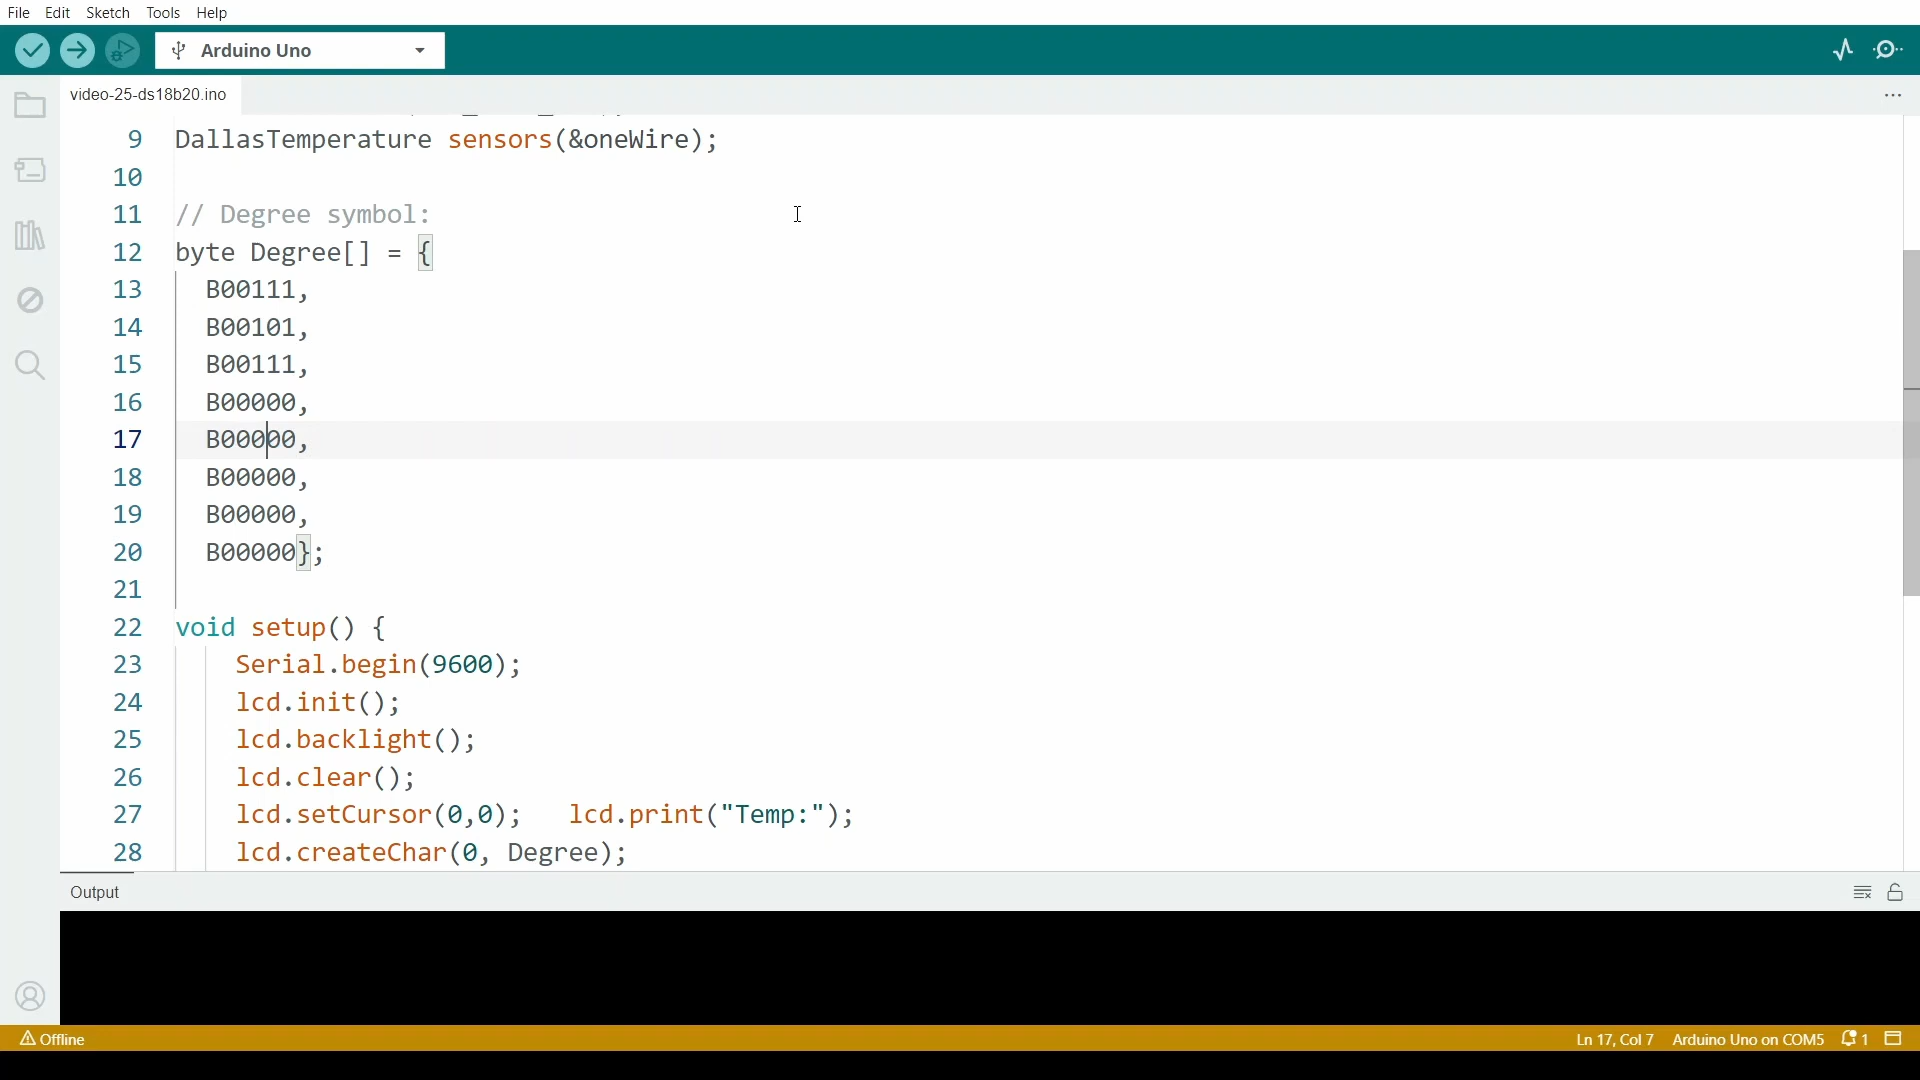 File Edit Sketch Tools Help
Arduino Uno
video-25-ds18b20.ino
9 DallasTemperature sensors(&oneWire);
10
11 // Degree symbol:
12 byte Degree[] = {
13 B00111,
14 B00101,
15 B00111,
16 B00000,
17 B00000,
18 B00000,
19 B00000,
20 B00000};
21
22 void setup() {
23 Serial.begin(9600);
24 lcd.init();
25 lcd.backlight();
26 lcd.clear();
27 lcd.setCursor(0,0); lcd.print("Temp:");
28 lcd.createChar(0, Degree);
Output
Offline Ln 17, Col 7 Arduino Uno on COM5 1